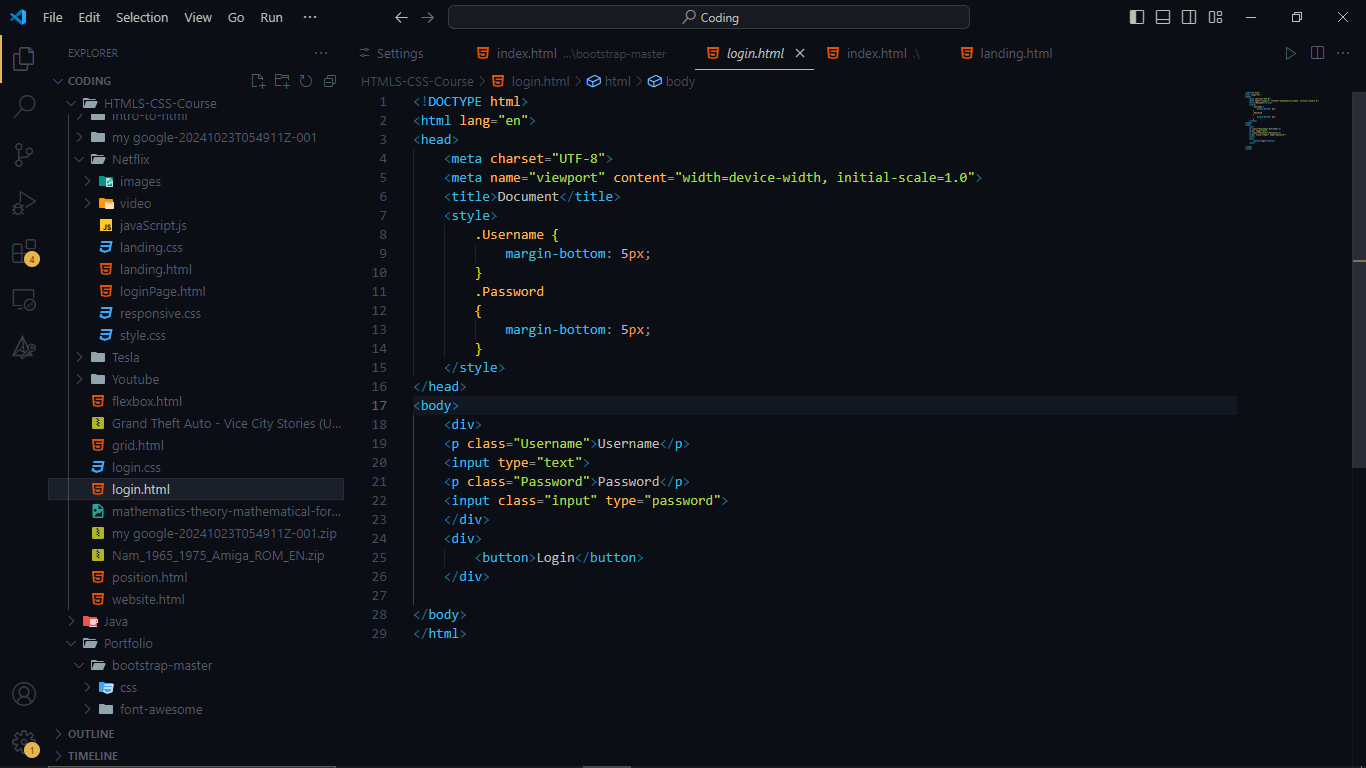 File Edit Selection View Go Run ···
Coding
EXPLORER ···
Settings
index.html ...\bootstrap-master
login.html
index.html .\
landing.html
CODING
HTMLS-CSS-Course
intro-to-html
my google-20241023T054911Z-001
Netflix
images
video
JS javaScript.js
landing.css
landing.html
loginPage.html
responsive.css
style.css
Tesla
Youtube
flexbox.html
Grand Theft Auto - Vice City Stories (U...
grid.html
login.css
login.html
mathematics-theory-mathematical-for...
my google-20241023T054911Z-001.zip
Nam_1965_1975_Amiga_ROM_EN.zip
position.html
website.html
Java
Portfolio
bootstrap-master
css
font-awesome
OUTLINE
TIMELINE
4
1
HTMLS-CSS-Course > login.html > html > body
1 <!DOCTYPE html>
2 <html lang="en">
3 <head>
4 <meta charset="UTF-8">
5 <meta name="viewport" content="width=device-width, initial-scale=1.0">
6 <title>Document</title>
7 <style>
8 .Username {
9 margin-bottom: 5px;
10 }
11 .Password
12 {
13 margin-bottom: 5px;
14 }
15 </style>
16 </head>
17 <body>
18 <div>
19 <p class="Username">Username</p>
20 <input type="text">
21 <p class="Password">Password</p>
22 <input class="input" type="password">
23 </div>
24 <div>
25 <button>Login</button>
26 </div>
27
28 </body>
29 </html>